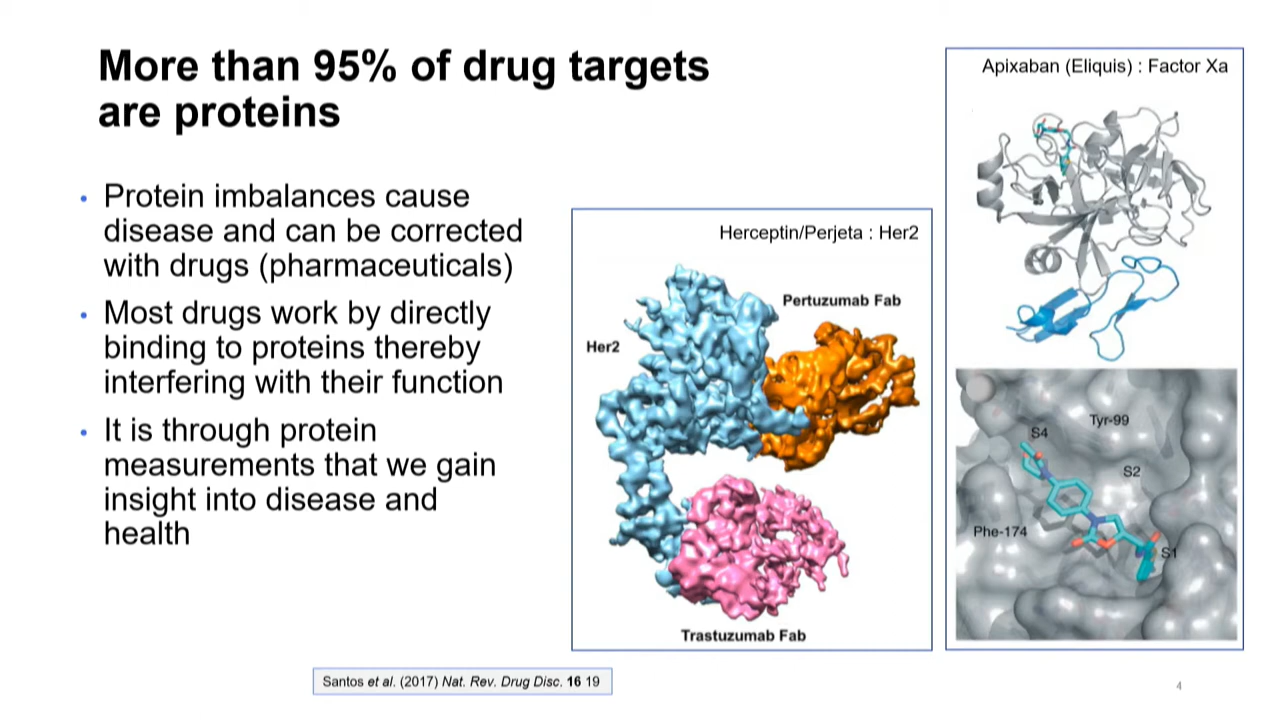 More than 95% of drug targets
are proteins
• Protein imbalances cause
disease and can be corrected
with drugs (pharmaceuticals)
• Most drugs work by directly
binding to proteins thereby
interfering with their function
• It is through protein
measurements that we gain
insight into disease and
health
Herceptin/Perjeta : Her2
Pertuzumab Fab
Her2
Trastuzumab Fab
Apixaban (Eliquis) : Factor Xa
Tyr-99
S4
S2
Phe-174
S1
Santos et al. (2017) Nat. Rev. Drug Disc. 16 19
4